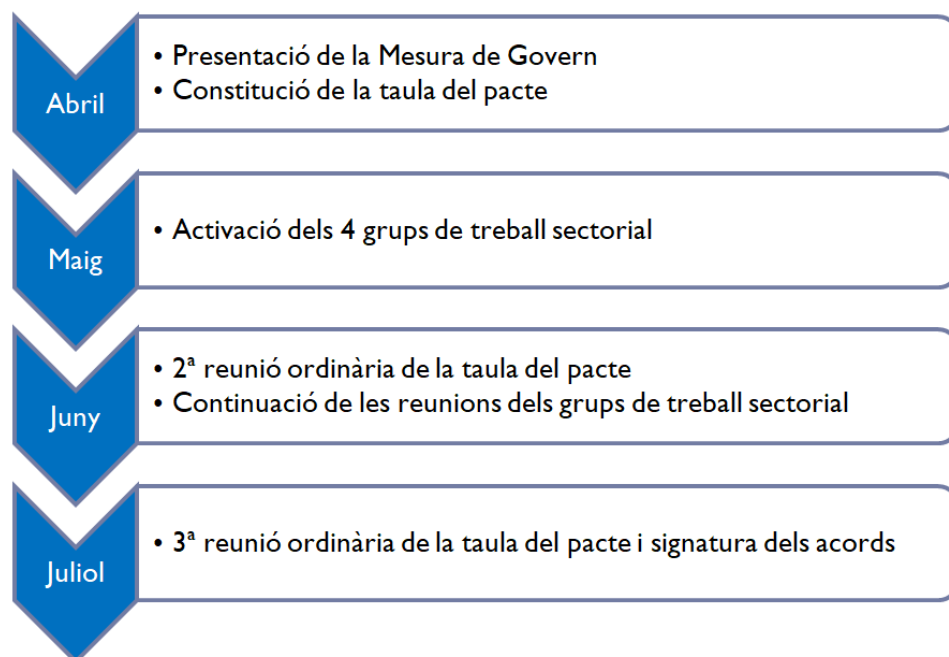 Abril
• Presentació de la Mesura de Govern
• Constitució de la taula del pacte
Maig
• Activació dels 4 grups de treball sectorial
Juny
• 2ª reunió ordinària de la taula del pacte
• Continuació de les reunions dels grups de treball sectorial
Juliol
• 3ª reunió ordinària de la taula del pacte i signatura dels acords